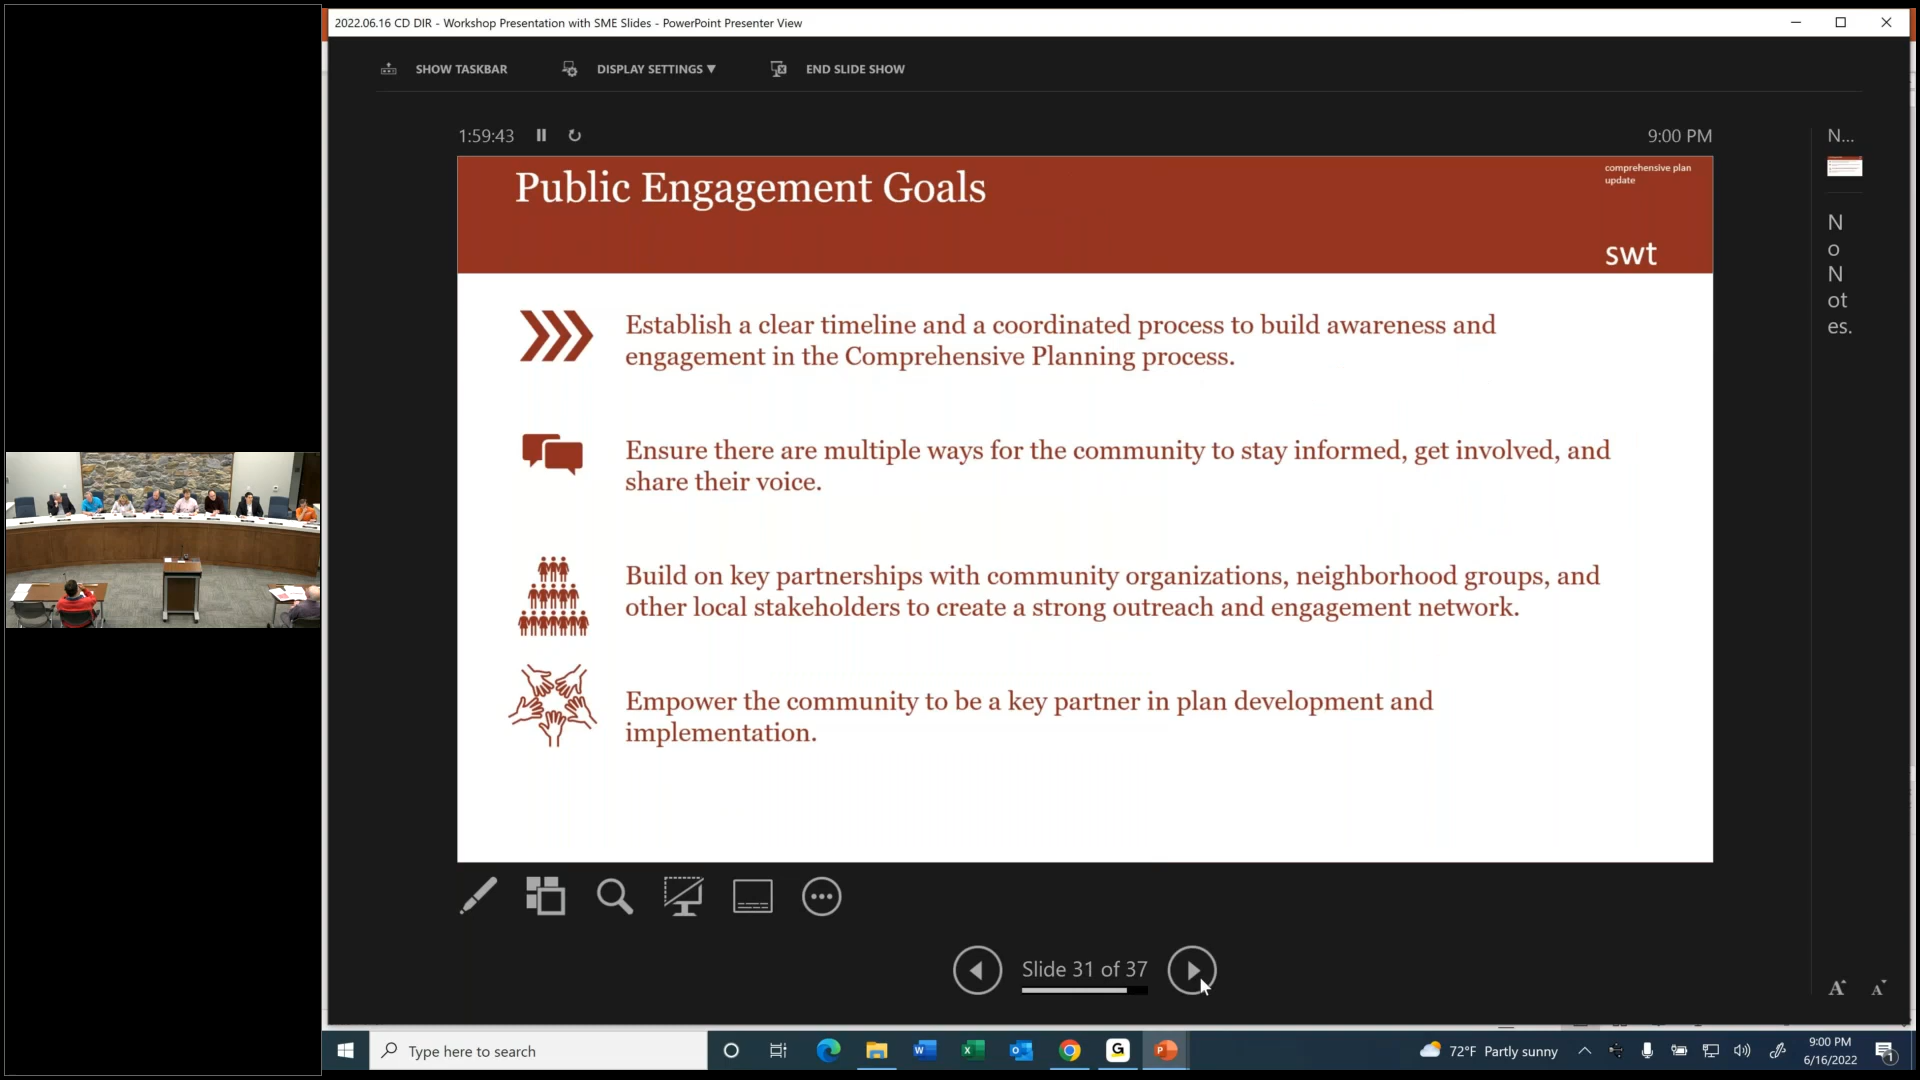 2022.06.16 CD DIR - Workshop Presentation with SME Slides - PowerPoint Presenter View
SHOW TASKBAR
DISPLAY SETTINGS ▼
END SLIDE SHOW
1:59:43
9:00 PM
N...
Public Engagement Goals
comprehensive plan
update
swt
N
o
N
ot
es.
Establish a clear timeline and a coordinated process to build awareness and
engagement in the Comprehensive Planning process.
Ensure there are multiple ways for the community to stay informed, get involved, and
share their voice.
Build on key partnerships with community organizations, neighborhood groups, and
other local stakeholders to create a strong outreach and engagement network.
Empower the community to be a key partner in plan development and
implementation.
Slide 31 of 37
A A
Type here to search
72°F Partly sunny
9:00 PM
6/16/2022
1